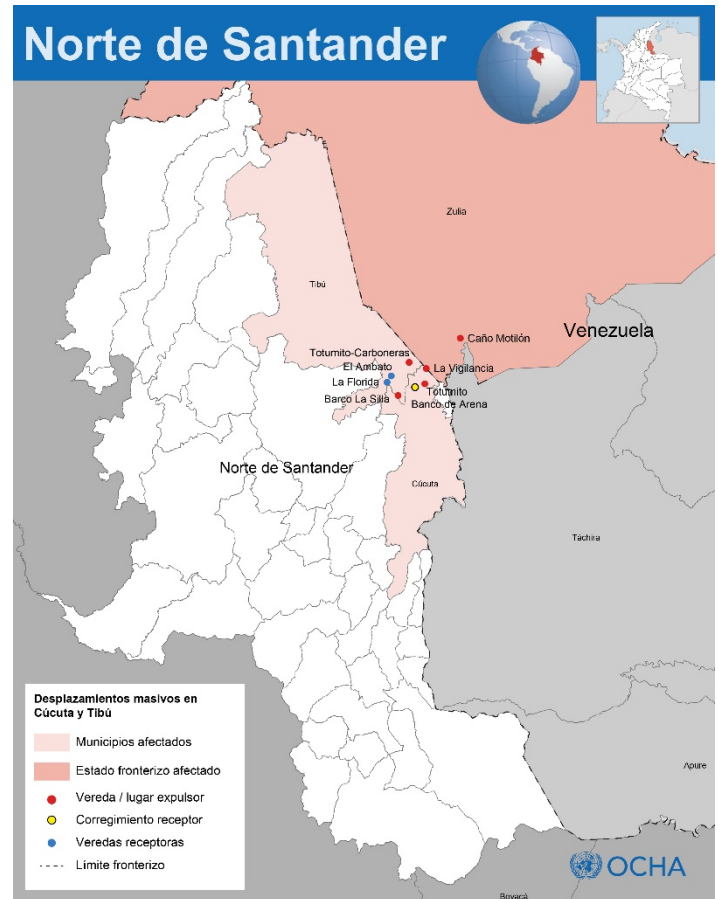 Norte de Santander
Zulia
Tibú
Caño Motilón
Venezuela
Totumito-Carboneras
El Ambato
La Vigilancia
La Florida
Totumito
Barco La Silla
Banco de Arena
Norte de Santander
Cúcuta
Táchira
Desplazamientos masivos en
Cúcuta y Tibú
Municipios afectados
Estado fronterizo afectado
Vereda / lugar expulsor
Corregimiento receptor
Veredas receptoras
Límite fronterizo
Apure
OCHA
Boyacá